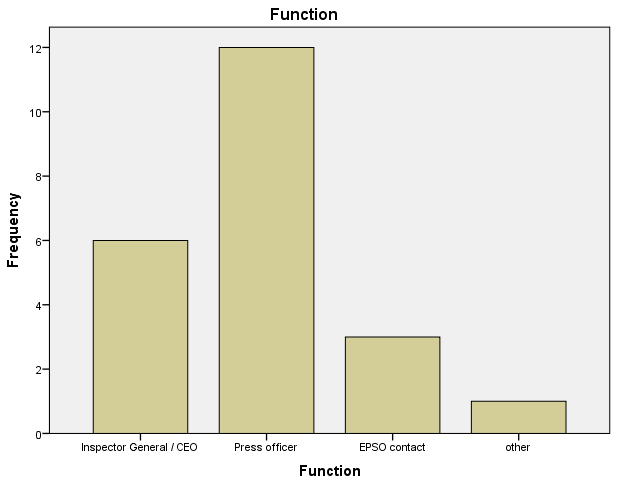 Function
12
10
8
6
4
2
0
Frequency
Inspector General / CEO
Press officer
EPSO contact
other
Function